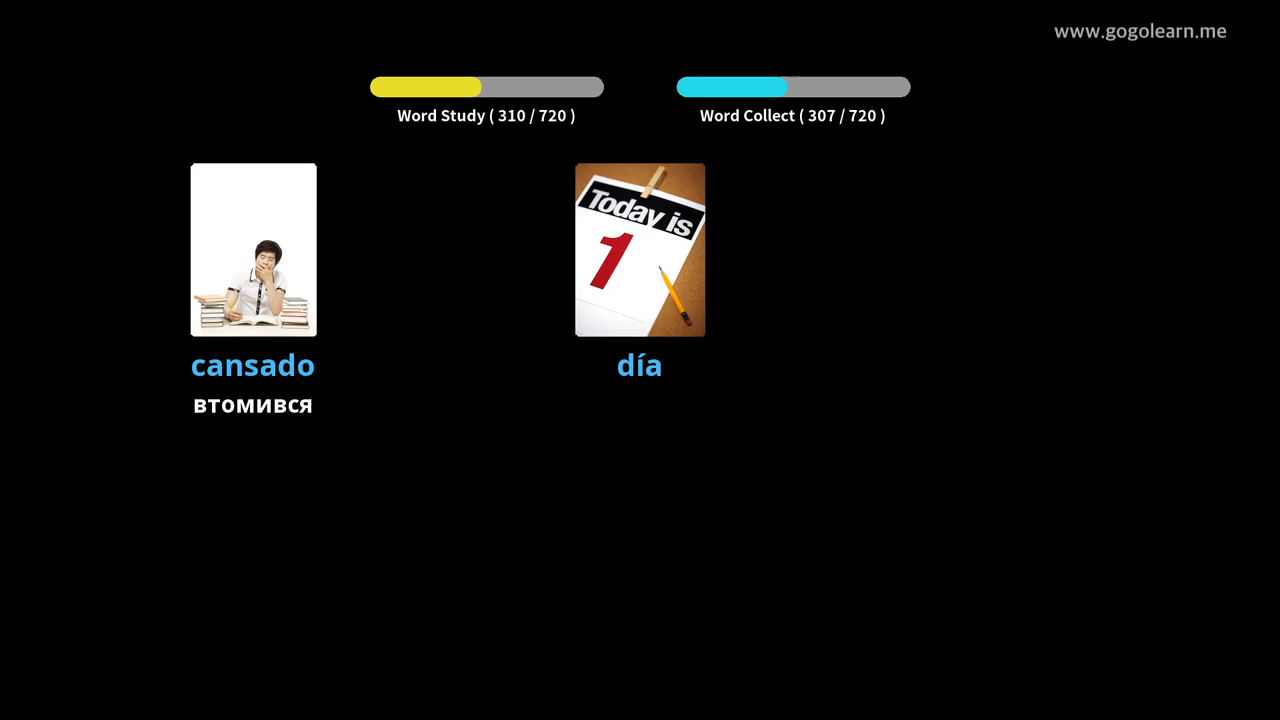 www.gogolearn.me
Word Study ( 310 / 720 )
Word Collect ( 307 / 720 )
Today is
1
cansado
día
втомився